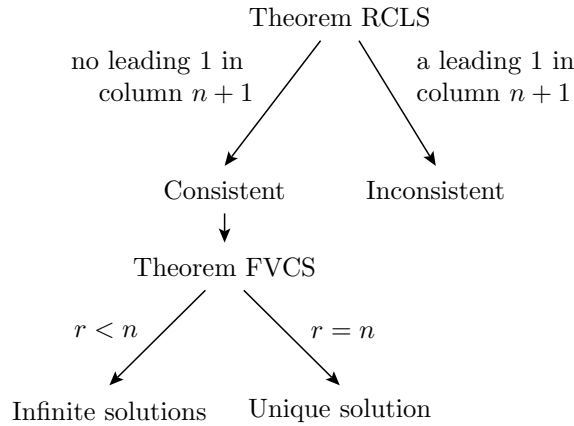 Theorem RCLS
no leading 1 in
column n + 1
a leading 1 in
column n + 1
Consistent
Inconsistent
Theorem FVCS
r < n
r = n
Infinite solutions
Unique solution